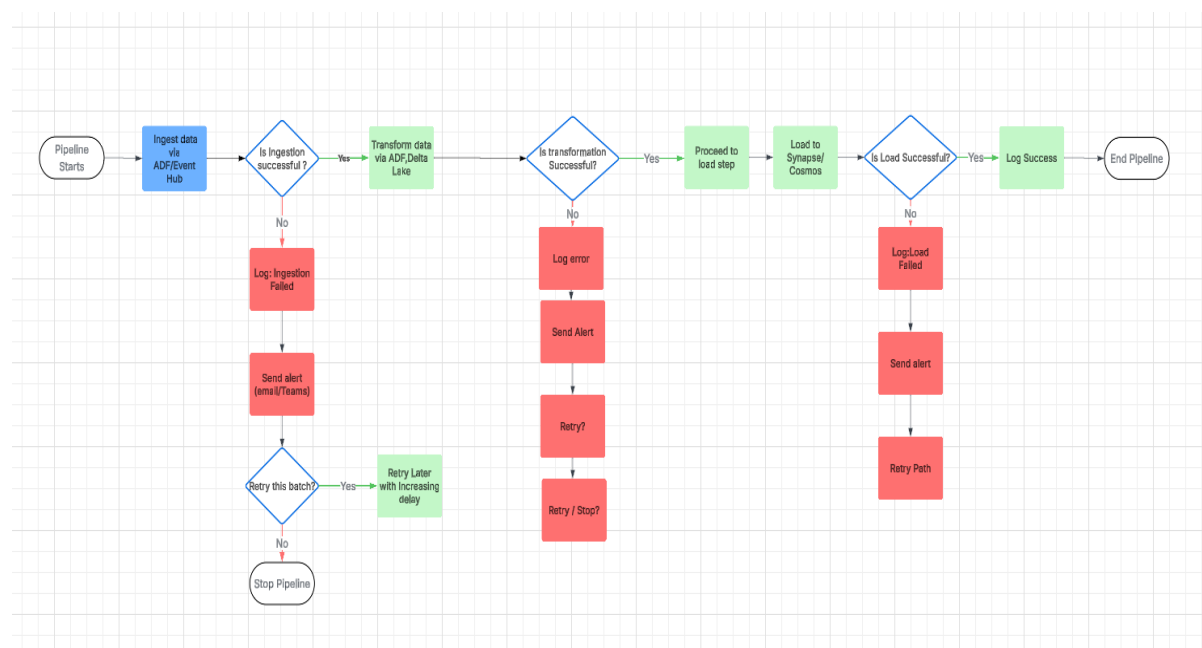 Pipeline
Starts
Ingest data
via
ADF/Event
Hub
Is Ingestion
successful ?
Yes
Transform data
via ADF,Delta
Lake
Is transformation
Successful?
Yes
Proceed to
load step
Load to
Synapse/
Cosmos
Is Load Successful?
Yes
Log Success
End Pipeline
No
Log: Ingestion
Failed
Send alert
(email/Teams)
Retry this batch?
Yes
Retry Later
with Increasing
delay
No
Stop Pipeline
No
Log error
Send Alert
Retry?
Retry / Stop?
No
Log:Load
Failed
Send alert
Retry Path